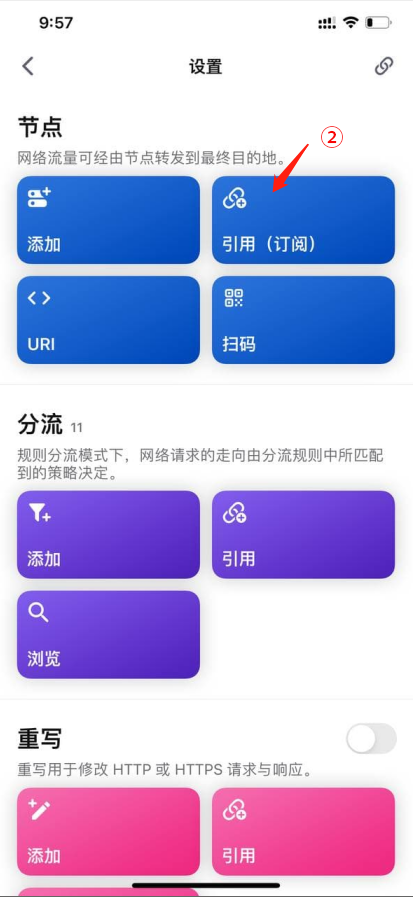 9:57
设置
节点
②
网络流量可经由节点转发到最终目的地。
添加
引用（订阅）
URI
扫码
分流 11
规则分流模式下，网络请求的走向由分流规则中所匹配
到的策略决定。
添加
引用
浏览
重写
重写用于修改 HTTP 或 HTTPS 请求与响应。
添加
引用